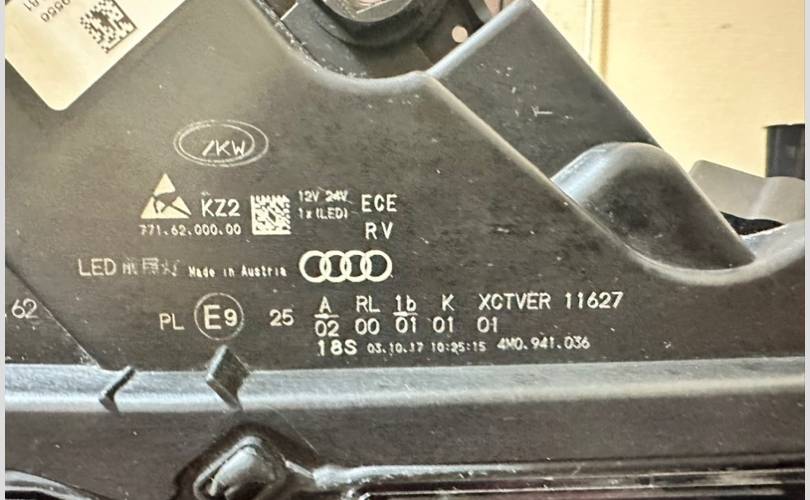 ZKW
KZ2
12V 24V
1x(LED)
ECE
RV
771.62.000.00
LED 前照灯 Made in Austria
.62
PL E9 25 A RL 1b K XCTVER 11627
02 00 01 01 01
18S 03.10.17 10:25:15 4M0.941.036